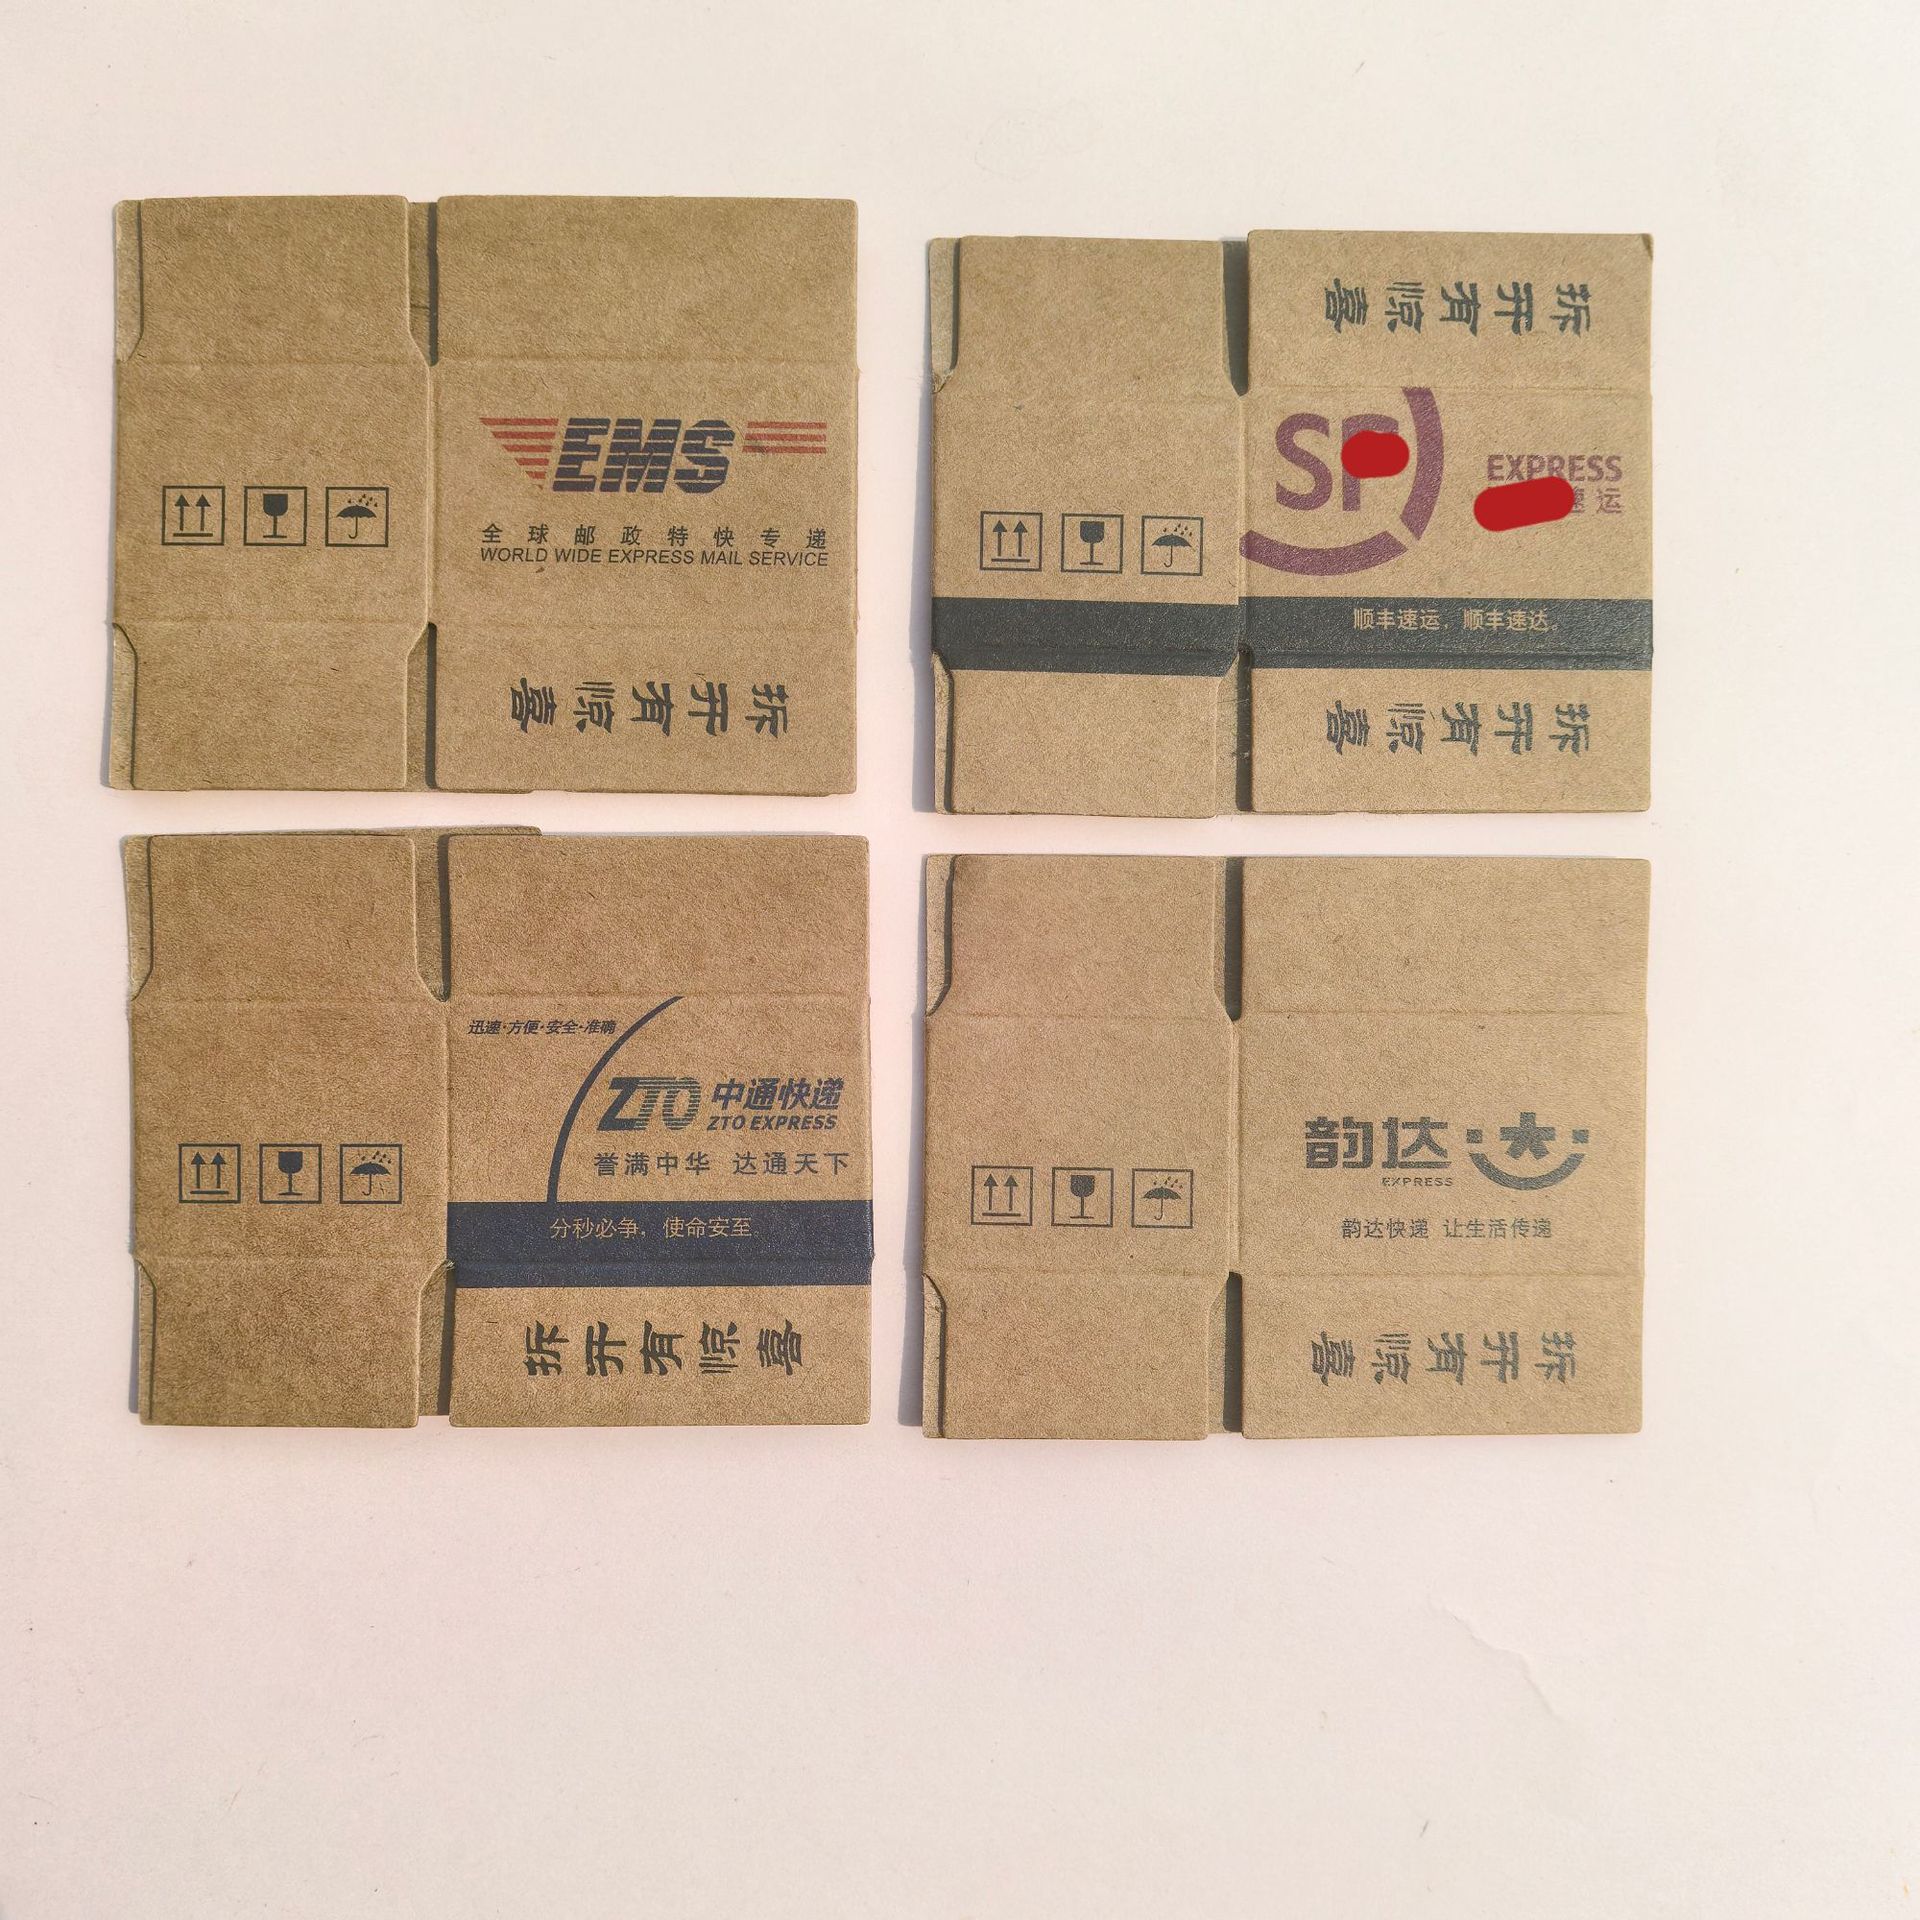 EMS
全球邮政特快专递
WORLD WIDE EXPRESS MAIL SERVICE
拆开有惊喜
拆开有惊喜
SF
EXPRESS
速运
顺丰速运，顺丰速达。
拆开有惊喜
迅速·方便·安全·准确
ZTO 中通快递
ZTO EXPRESS
誉满中华 达通天下
分秒必争，使命安至。
拆开有惊喜
韵达
EXPRESS
韵达快递 让生活传递
拆开有惊喜